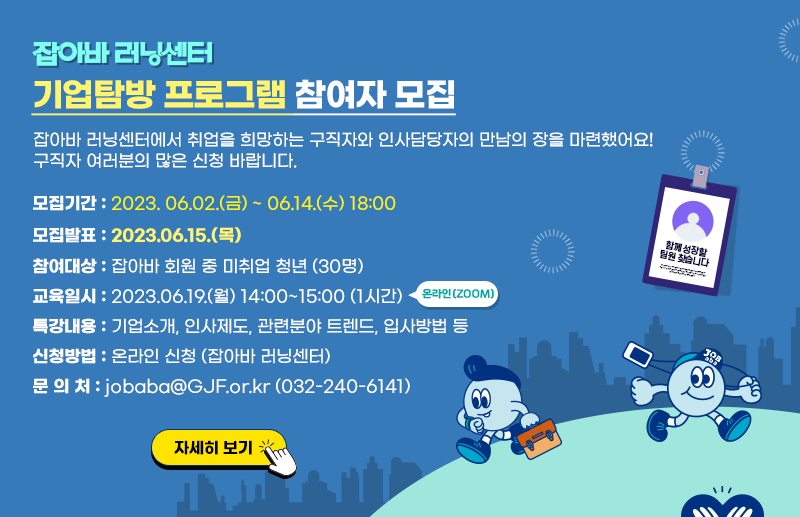 잡아바 러닝센터
기업탐방 프로그램 참여자 모집
잡아바 러닝센터에서 취업을 희망하는 구직자와 인사담당자의 만남의 장을 마련했어요!
구직자 여러분의 많은 신청 바랍니다.
모집기간 : 2023. 06.02.(금) ~ 06.14.(수) 18:00
모집발표 : 2023.06.15.(목)
참여대상 : 잡아바 회원 중 미취업 청년 (30명)
교육일시 : 2023.06.19.(월) 14:00~15:00 (1시간) 온라인(ZOOM)
특강내용 : 기업소개, 인사제도, 관련분야 트렌드, 입사방법 등
신청방법 : 온라인 신청 (잡아바 러닝센터)
문 의 처 : jobaba@GJF.or.kr (032-240-6141)
자세히 보기
함께 성장할
팀원 찾습니다
JOB
aba